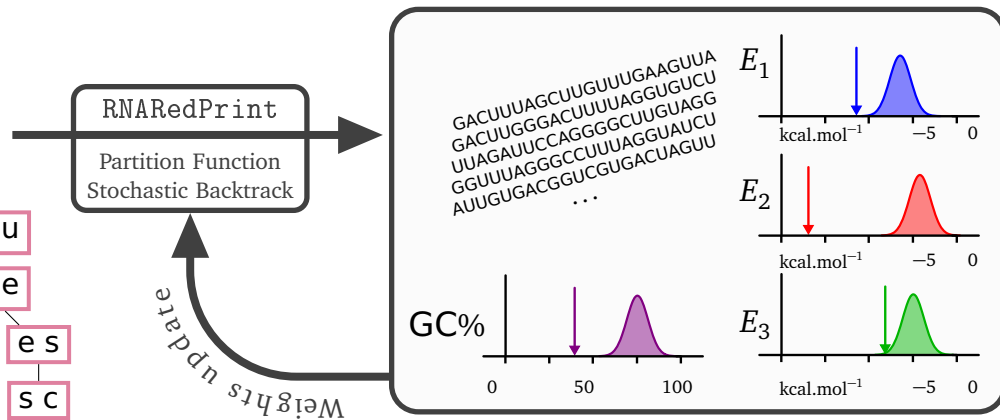 RNARedPrint
Partition Function
Stochastic Backtrack
u
e
e s
s c
Weights update
GACUUUAGCUUGUUUGAAGUUA
GACUUGGGACUUUUAGGUGUCU
UUAGAUUCCAGGGGCUUGUAGG
GGUUUAGGGCCUUUAGGUAUCU
AUUGUGACGGUCGUGACUAGUU
...
GC%
0 50 100
E1
kcal.mol⁻¹ −5 0
E2
kcal.mol⁻¹ −5 0
E3
kcal.mol⁻¹ −5 0